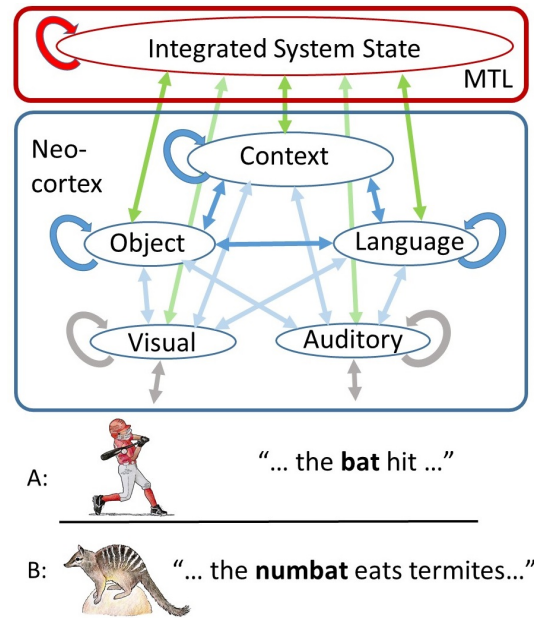 Integrated System State
MTL
Neo-
cortex
Context
Object
Language
Visual
Auditory
A:
“... the bat hit ...”
B:
“... the numbat eats termites...”